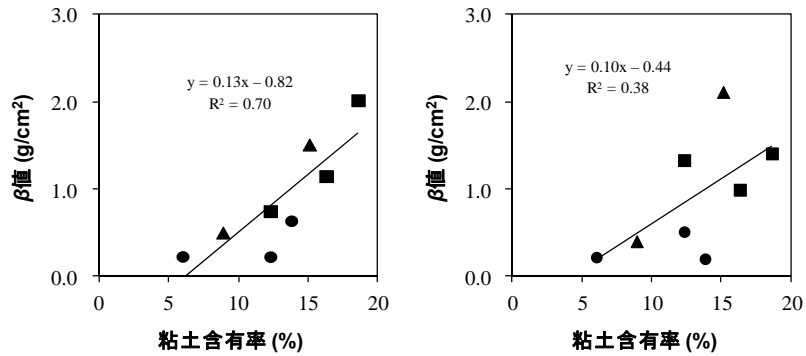 3.0
2.0
1.0
0.0
β値 (g/cm²)
y = 0.13x – 0.82
R² = 0.70
0 5 10 15 20
粘土含有率 (%)
3.0
2.0
1.0
0.0
β値 (g/cm²)
y = 0.10x – 0.44
R² = 0.38
0 5 10 15 20
粘土含有率 (%)